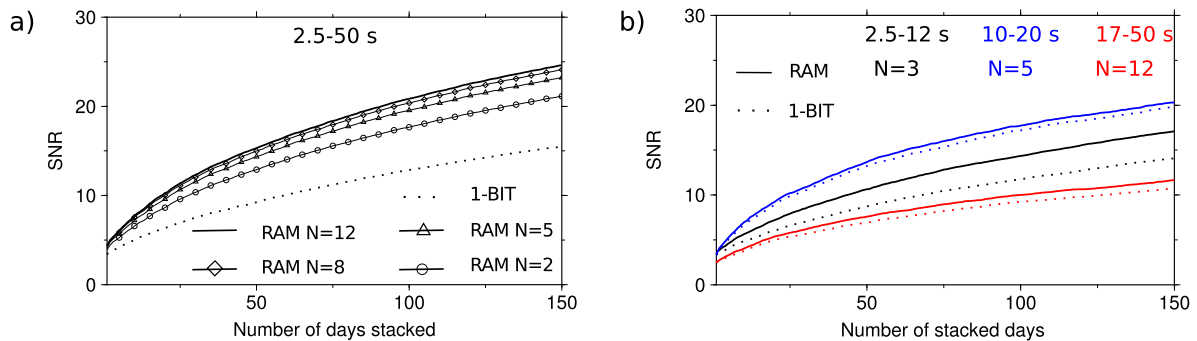 a)
30
20
10
0
SNR
2.5-50 s
1-BIT
RAM N=12
RAM N=5
RAM N=8
RAM N=2
50
100
150
Number of days stacked
b)
30
20
10
0
SNR
2.5-12 s 10-20 s 17-50 s
N=3 N=5 N=12
RAM
1-BIT
50
100
150
Number of stacked days